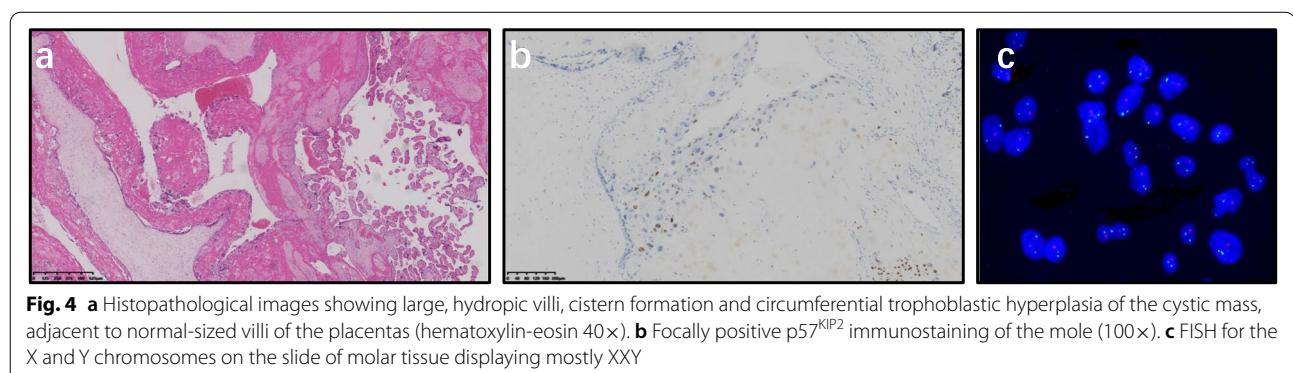 a
b
c
Fig. 4 a Histopathological images showing large, hydropic villi, cistern formation and circumferential trophoblastic hyperplasia of the cystic mass,
adjacent to normal-sized villi of the placentas (hematoxylin-eosin 40×). b Focally positive p57KIP2 immunostaining of the mole (100×). c FISH for the
X and Y chromosomes on the slide of molar tissue displaying mostly XXY